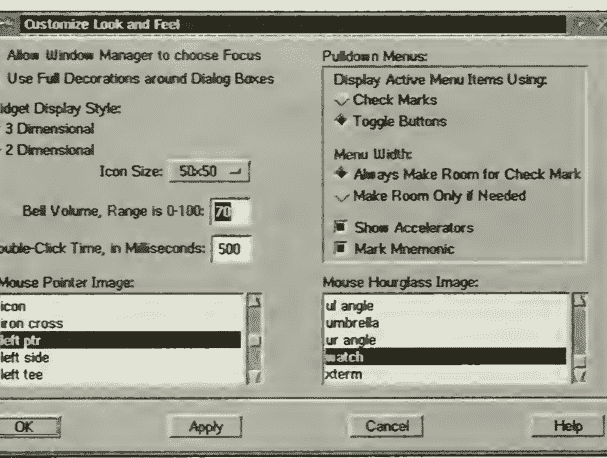 Customize Look and Feel
Allow Window Manager to choose Focus
Use Full Decorations around Dialog Boxes
idget Display Style:
3 Dimensional
2 Dimensional
Icon Size: 50x50
Bell Volume, Range is 0-100: 70
ouble-Click Time, in Milliseconds: 500
Mouse Pointer Image:
icon
iron cross
left ptr
left side
left tee
Pulldown Menus:
Display Active Menu Items Using:
Check Marks
Toggle Buttons
Menu Width:
Always Make Room for Check Mark
Make Room Only if Needed
Show Accelerators
Mark Mnemonic
Mouse Hourglass Image:
ul angle
umbrella
ur angle
watch
xterm
OK
Apply
Cancel
Help